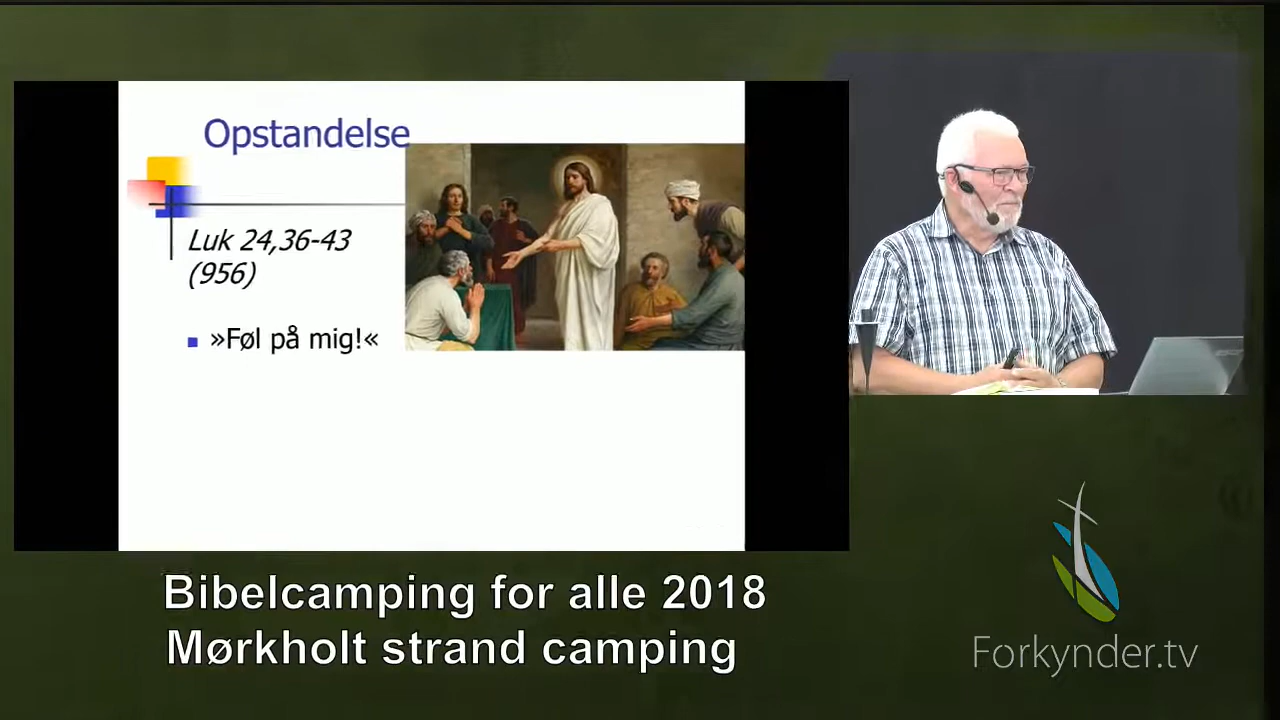 Opstandelse
Luk 24,36-43
(956)
»Føl på mig!«
Bibelcamping for alle 2018
Mørkholt strand camping
Forkynder.tv